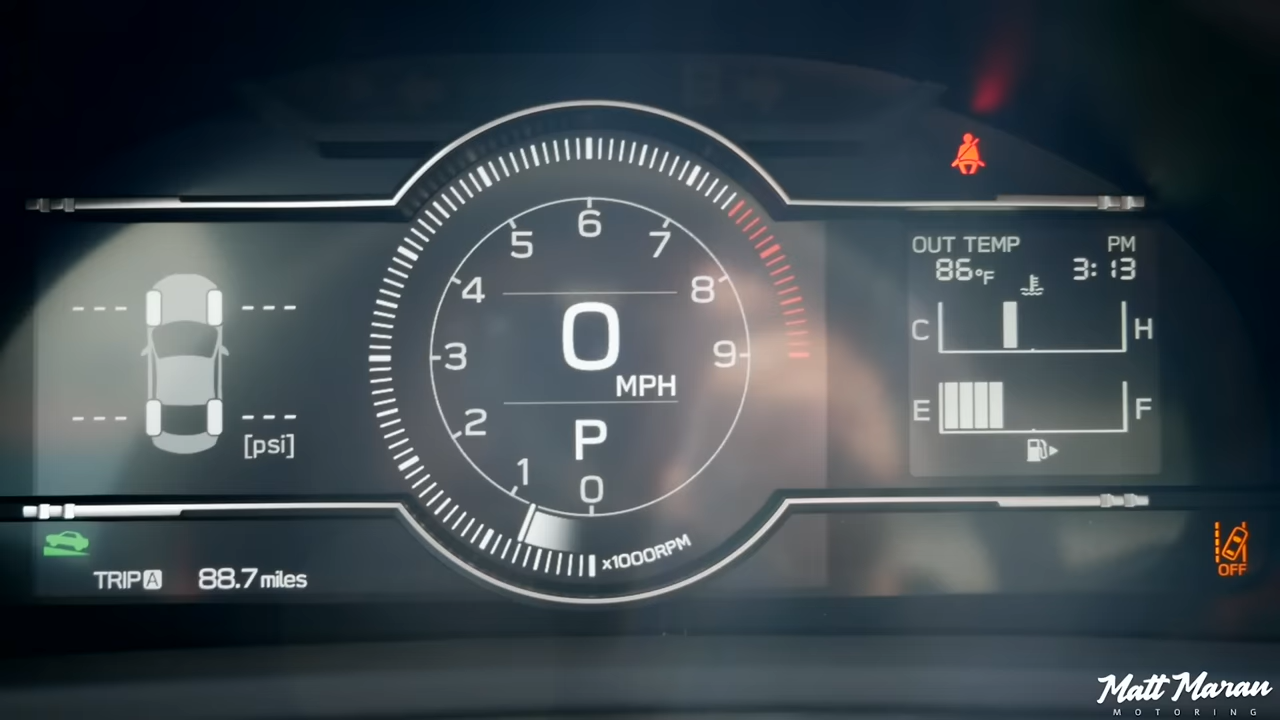 OUT TEMP PM
86°F 3:13
C H
E F
--- ---
--- ---
[psi]
6
5 7
4 8
3 9
2
1
0
0
MPH
P
x1000RPM
TRIP A 88.7 miles
OFF
Matt Maran
MOTORING